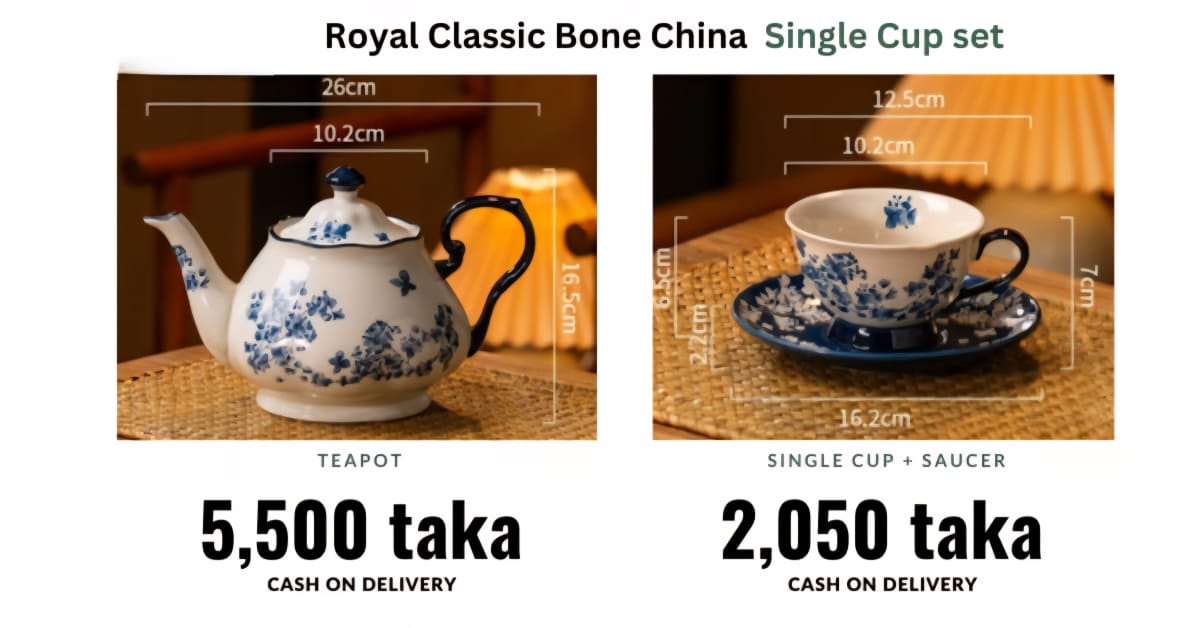 Royal Classic Bone China Single Cup set
26cm
10.2cm
16.5cm
TEAPOT
5,500 taka
CASH ON DELIVERY
12.5cm
10.2cm
6.5cm
2.2cm
7cm
16.2cm
SINGLE CUP + SAUCER
2,050 taka
CASH ON DELIVERY